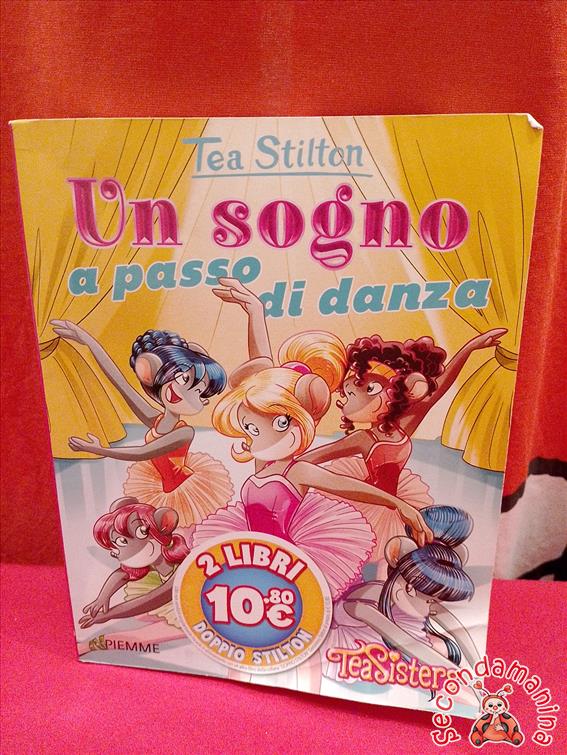 Tea Stilton
Un sogno
a passo
di danza
2 LIBRI
10.80
€
DOPPIO STILTON
PIEMME
TeaSisters
secondamanina